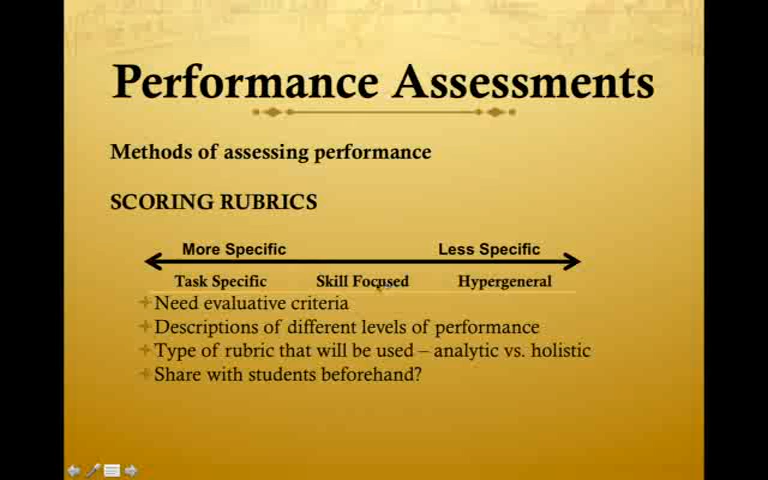 Performance Assessments
Methods of assessing performance
SCORING RUBRICS
More Specific Less Specific
Task Specific Skill Focused Hypergeneral
Need evaluative criteria
Descriptions of different levels of performance
Type of rubric that will be used – analytic vs. holistic
Share with students beforehand?